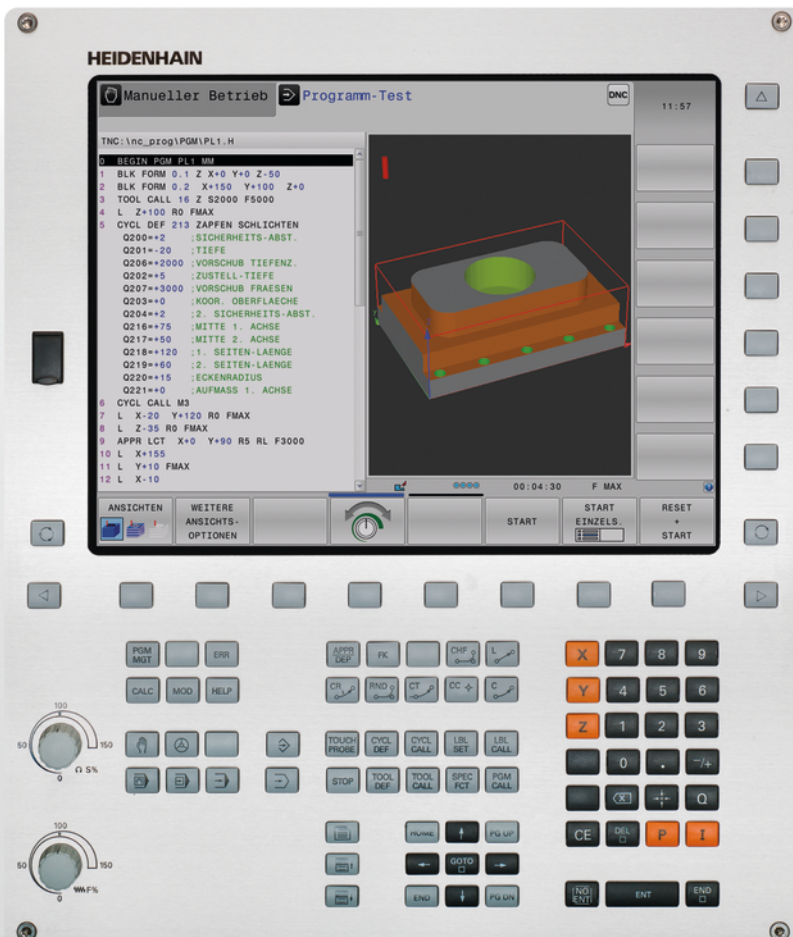 HEIDENHAIN
Manueller Betrieb
Programm-Test
DNC
11:57
TNC:\nc_prog\PGM\PL1.H
0 BEGIN PGM PL1 MM
1 BLK FORM 0.1 Z X+0 Y+0 Z-50
2 BLK FORM 0.2 X+150 Y+100 Z+0
3 TOOL CALL 16 Z S2000 F5000
4 L Z+100 R0 FMAX
5 CYCL DEF 213 ZAPFEN SCHLICHTEN
Q200=+2 ;SICHERHEITS-ABST.
Q201=-20 ;TIEFE
Q206=+2000 ;VORSCHUB TIEFENZ.
Q202=+5 ;ZUSTELL-TIEFE
Q207=+3000 ;VORSCHUB FRAESEN
Q203=+0 ;KOOR. OBERFLAECHE
Q204=+2 ;2. SICHERHEITS-ABST.
Q216=+75 ;MITTE 1. ACHSE
Q217=+50 ;MITTE 2. ACHSE
Q218=+120 ;1. SEITEN-LAENGE
Q219=+60 ;2. SEITEN-LAENGE
Q220=+15 ;ECKENRADIUS
Q221=+0 ;AUFMASS 1. ACHSE
6 CYCL CALL M3
7 L X-20 Y+120 R0 FMAX
8 L Z-35 R0 FMAX
9 APPR LCT X+0 Y+90 R5 RL F3000
10 L X+155
11 L Y+10 FMAX
12 L X-10
00:04:30 F MAX
ANSICHTEN
WEITERE
ANSICHTS-
OPTIONEN
START
START
EINZELS.
RESET
+
START
PGM
MGT
ERR
CALC
MOD
HELP
APPR
DEP
FK
CHF
L
CR
RND
CT
CC
C
TOUCH
PROBE
CYCL
DEF
CYCL
CALL
LBL
SET
LBL
CALL
STOP
TOOL
DEF
TOOL
CALL
SPEC
FCT
PGM
CALL
HOME
PG UP
GOTO
END
PG DN
X 7 8 9
Y 4 5 6
Z 1 2 3
0 . -/+
X Q
CE
DEL
P I
NO
ENT
ENT
END
100
50
150
0
S%
100
50
150
0
F%